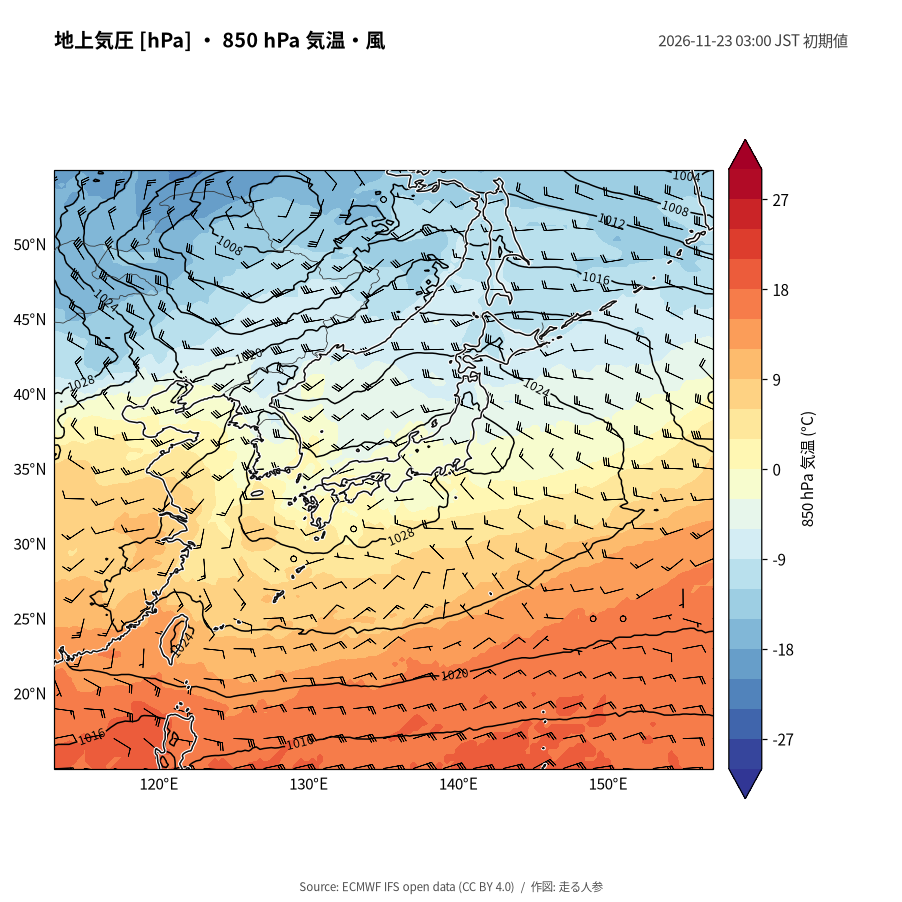 地上気圧 [hPa] ・ 850 hPa 気温・風
2026-11-23 03:00 JST 初期値
1004
1008
1012
1008
1016
1024
1020
1028
1024
1028
1024
1020
1016
1016
50°N
45°N
40°N
35°N
30°N
25°N
20°N
120°E
130°E
140°E
150°E
27
18
9
0
-9
-18
-27
850 hPa 気温 (°C)
Source: ECMWF IFS open data (CC BY 4.0) / 作図: 走る人参